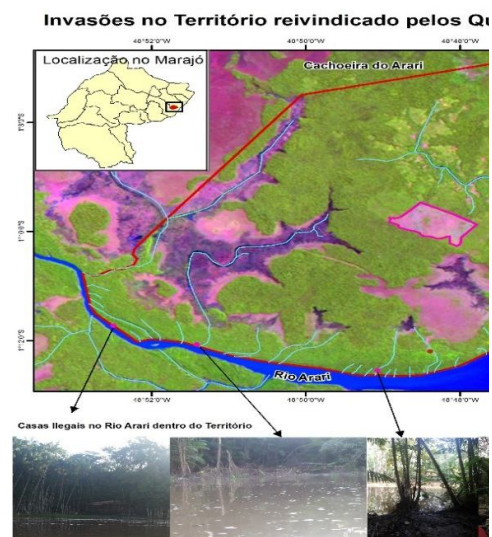 Invasões no Território reivindicado pelos Qu
48°52'0"W 48°50'0"W 48°48'0"W
Localização no Marajó
Cachoeira do Arari
Rio Arari
48°52'0"W 48°50'0"W 48°48'0"W
Casas Ilegais no Rio Arari dentro do Território